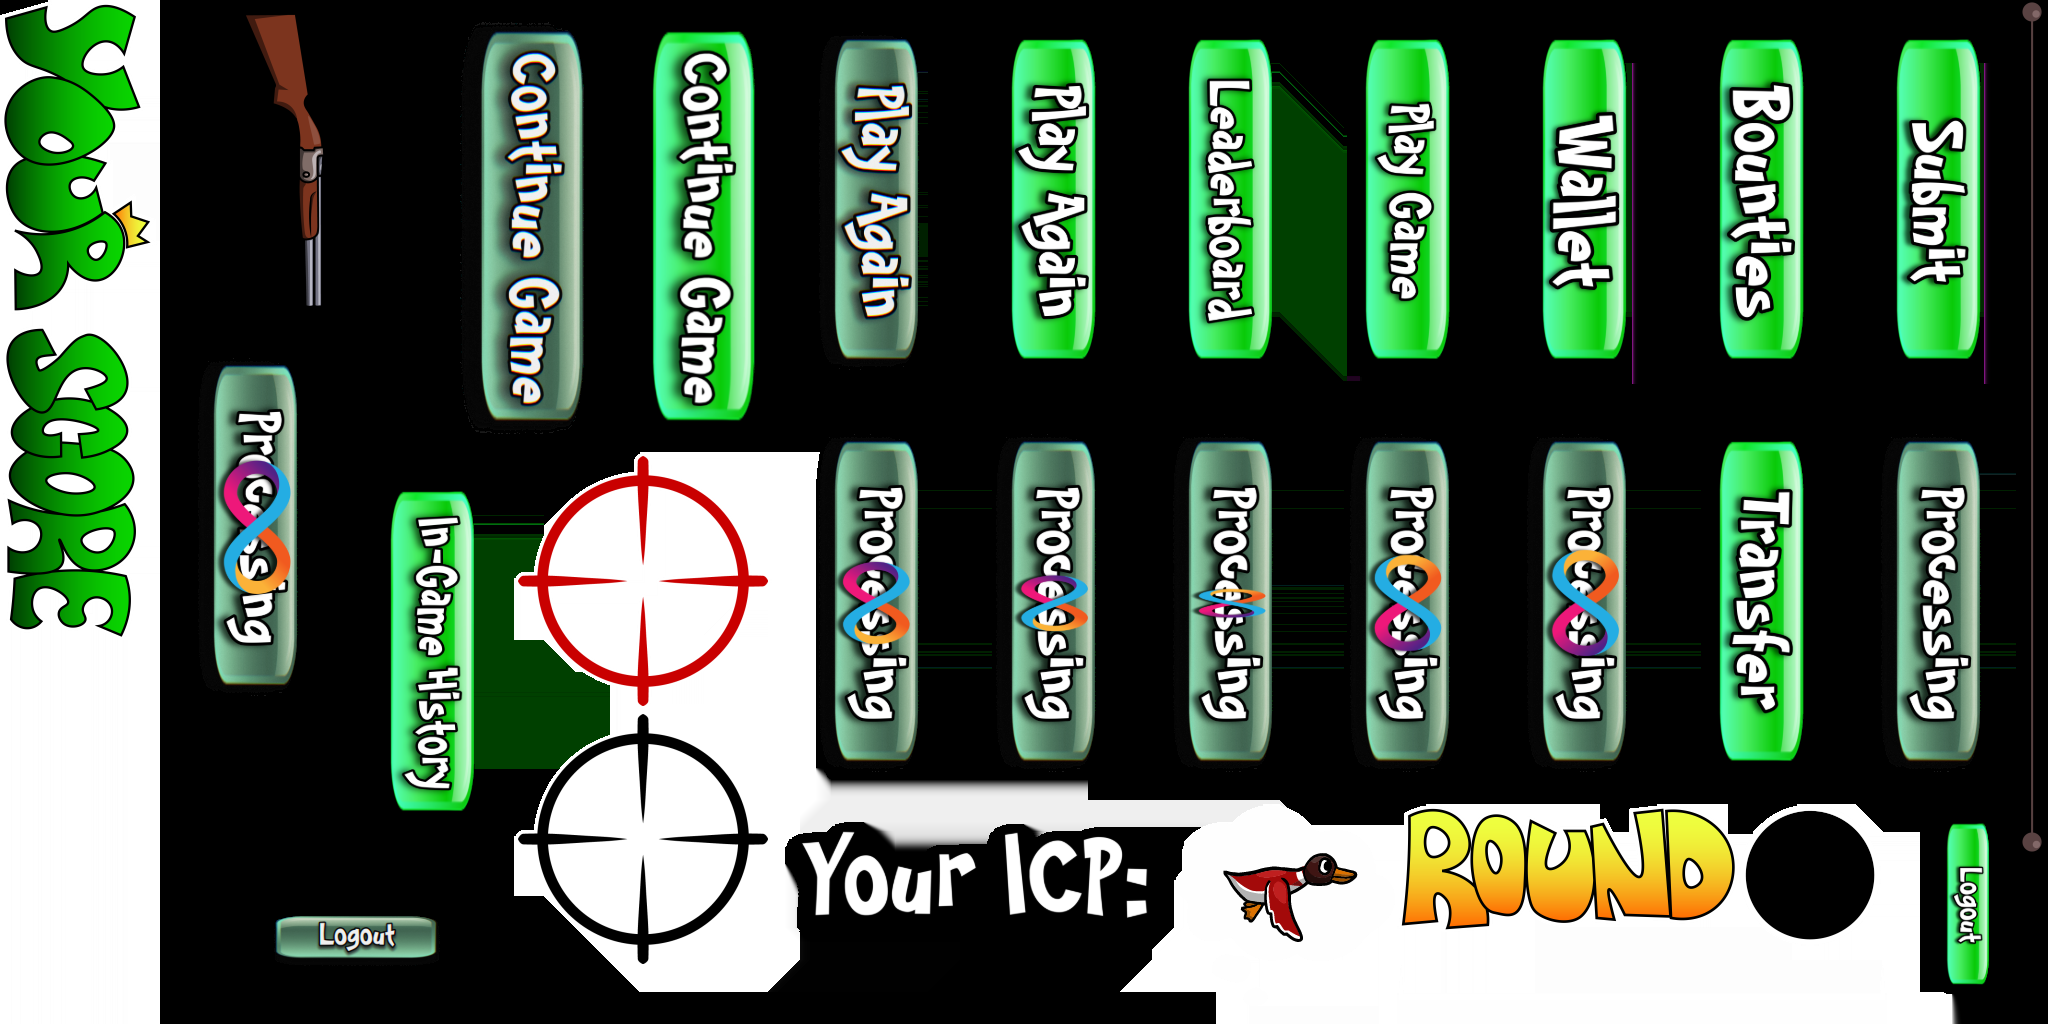 YOUR SCORE
Continue Game
Continue Game
Play Again
Play Again
Leaderboard
Play Game
Wallet
Bounties
Submit
Processing
In-Game History
Processing
Processing
Processing
Processing
Processing
Transfer
Processing
Your ICP:
ROUND
Logout
Logout